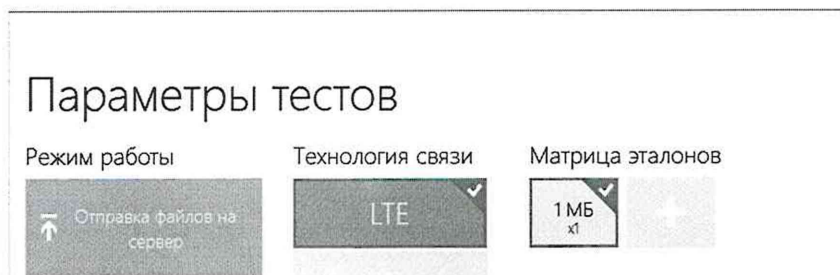 Параметры тестов
Режим работы
Технология связи
Матрица эталонов
Отправка файлов на
сервер
LTE
1 МБ
x1